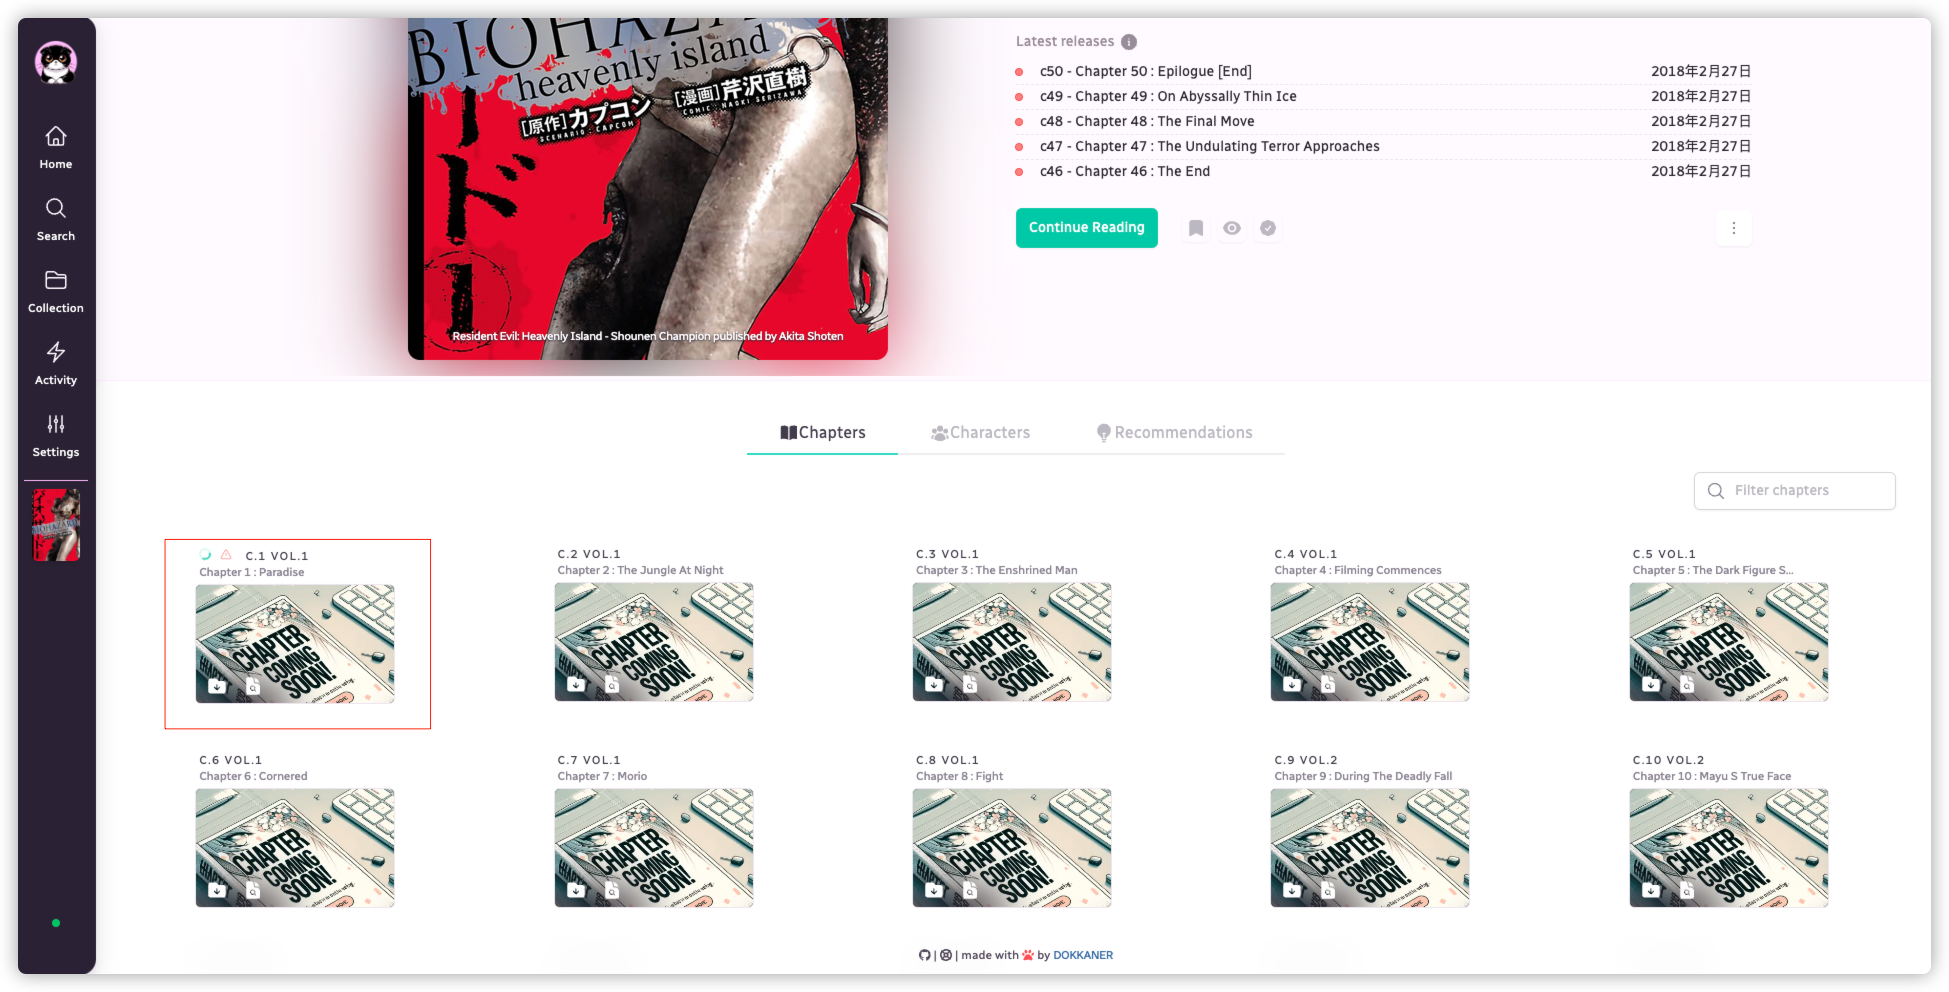 BIOHAZA
heavenly island
[原作]カプコン
SCENARIO: CAPCOM
[漫画]芹沢直樹
COMIC: NAOKI SERIZAWA
ード
Resident Evil: Heavenly Island - Shounen Champion published by Akita Shoten
Latest releases
c50 - Chapter 50 : Epilogue [End] 2018年2月27日
c49 - Chapter 49 : On Abyssally Thin Ice 2018年2月27日
c48 - Chapter 48 : The Final Move 2018年2月27日
c47 - Chapter 47 : The Undulating Terror Approaches 2018年2月27日
c46 - Chapter 46 : The End 2018年2月27日
Continue Reading
Home
Search
Collection
Activity
Settings
BIOHAZARD
Chapters
Characters
Recommendations
Filter chapters
C.1 VOL.1
Chapter 1 : Paradise
CHAPTER
COMING
SOON!
C.2 VOL.1
Chapter 2 : The Jungle At Night
CHAPTER
COMING
SOON!
C.3 VOL.1
Chapter 3 : The Enshrined Man
CHAPTER
COMING
SOON!
C.4 VOL.1
Chapter 4 : Filming Commences
CHAPTER
COMING
SOON!
C.5 VOL.1
Chapter 5 : The Dark Figure S...
CHAPTER
COMING
SOON!
C.6 VOL.1
Chapter 6 : Cornered
CHAPTER
COMING
SOON!
C.7 VOL.1
Chapter 7 : Morio
CHAPTER
COMING
SOON!
C.8 VOL.1
Chapter 8 : Fight
CHAPTER
COMING
SOON!
C.9 VOL.2
Chapter 9 : During The Deadly Fall
CHAPTER
COMING
SOON!
C.10 VOL.2
Chapter 10 : Mayu S True Face
CHAPTER
COMING
SOON!
| | made with by DOKKANER